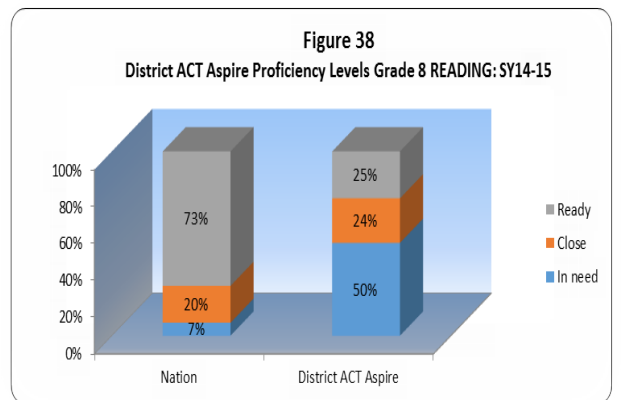 Figure 38
District ACT Aspire Proficiency Levels Grade 8 READING: SY14-15
100%
80%
60%
40%
20%
0%
73%
20%
7%
25%
24%
50%
Nation
District ACT Aspire
Ready
Close
In need